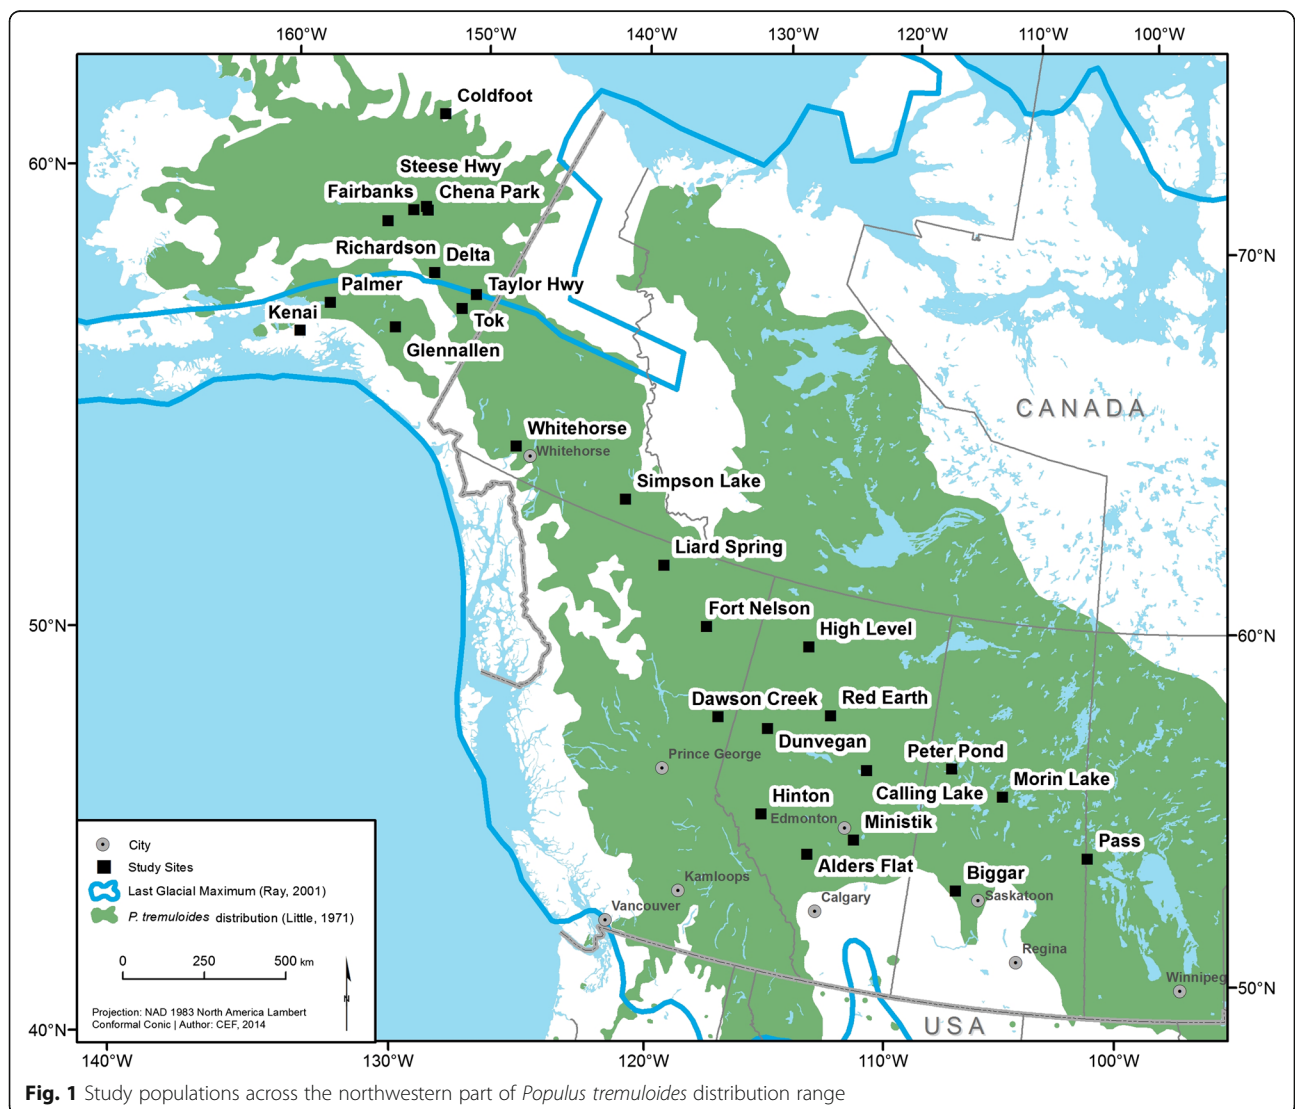 160°W 150°W 140°W 130°W 120°W 110°W 100°W
Coldfoot
60°N
Steese Hwy
Fairbanks Chena Park
Richardson Delta
70°N
Palmer Taylor Hwy
Kenai Tok
Glennallen
CANADA
Whitehorse
Whitehorse
Simpson Lake
Liard Spring
Fort Nelson
50°N High Level 60°N
Dawson Creek Red Earth
Dunvegan
Prince George Peter Pond
Morin Lake
Calling Lake
Hinton
Edmonton Ministik
Pass
Alders Flat Biggar
Kamloops
Calgary Saskatoon
Vancouver
Regina
Winnipeg
50°N
USA
40°N
City
Study Sites
Last Glacial Maximum (Ray, 2001)
P. tremuloides distribution (Little, 1971)
0 250 500 km
N
Projection: NAD 1983 North America Lambert
Conformal Conic | Author: CEF, 2014
140°W 130°W 120°W 110°W 100°W
Fig. 1 Study populations across the northwestern part of Populus tremuloides distribution range